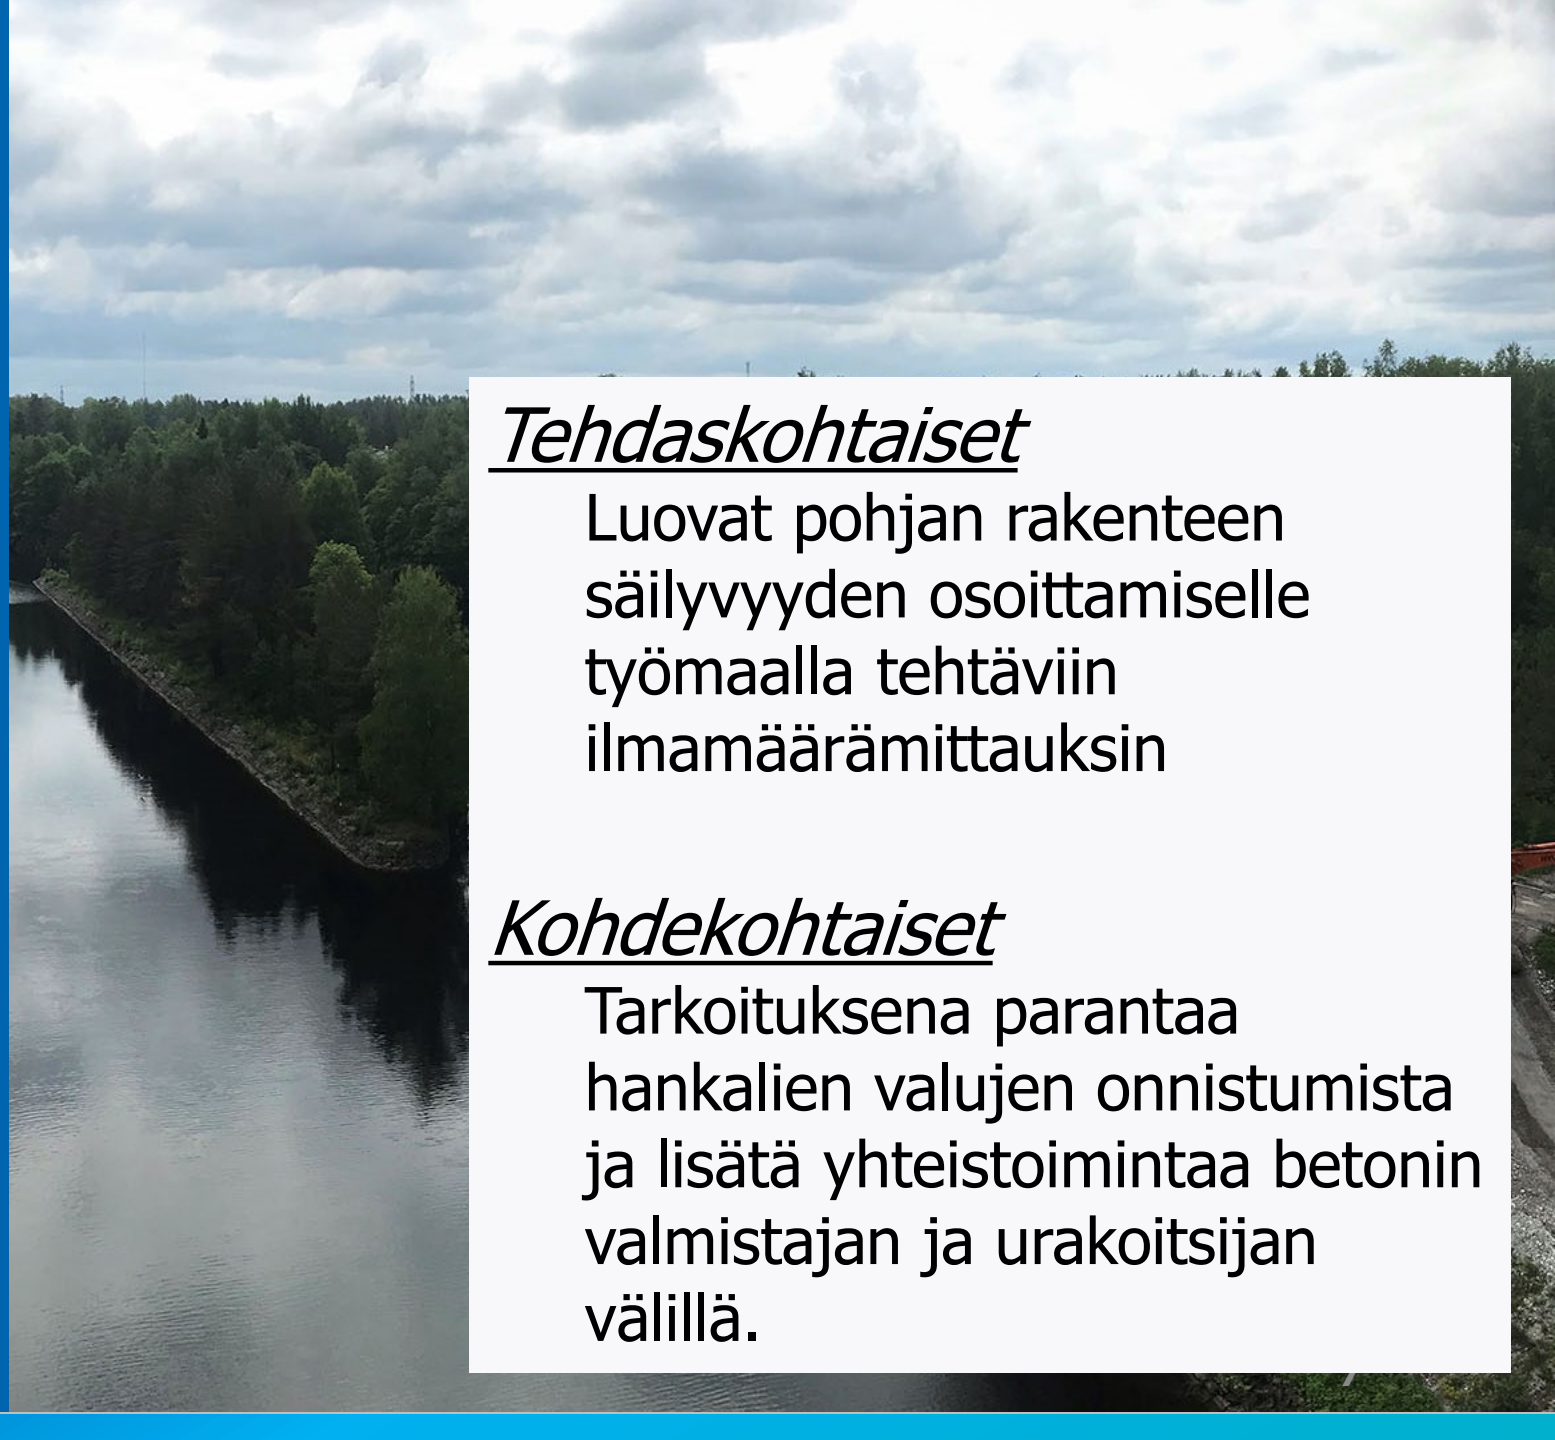 Tehdaskohtaiset
Luovat pohjan rakenteen
säilyvyyden osoittamiselle
työmaalla tehtäviin
ilmamäärämittauksin
Kohdekohtaiset
Tarkoituksena parantaa
hankalien valujen onnistumista
ja lisätä yhteistoimintaa betonin
valmistajan ja urakoitsijan
välillä.